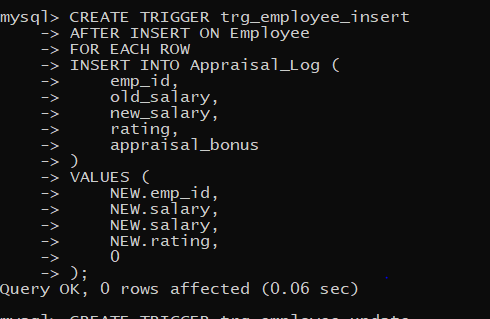 mysql> CREATE TRIGGER trg_employee_insert
    -> AFTER INSERT ON Employee
    -> FOR EACH ROW
    -> INSERT INTO Appraisal_Log (
    ->     emp_id,
    ->     old_salary,
    ->     new_salary,
    ->     rating,
    ->     appraisal_bonus
    -> )
    -> VALUES (
    ->     NEW.emp_id,
    ->     NEW.salary,
    ->     NEW.salary,
    ->     NEW.rating,
    ->     0
    -> );
Query OK, 0 rows affected (0.06 sec)
mysql> CREATE TRIGGER trg_employee_update